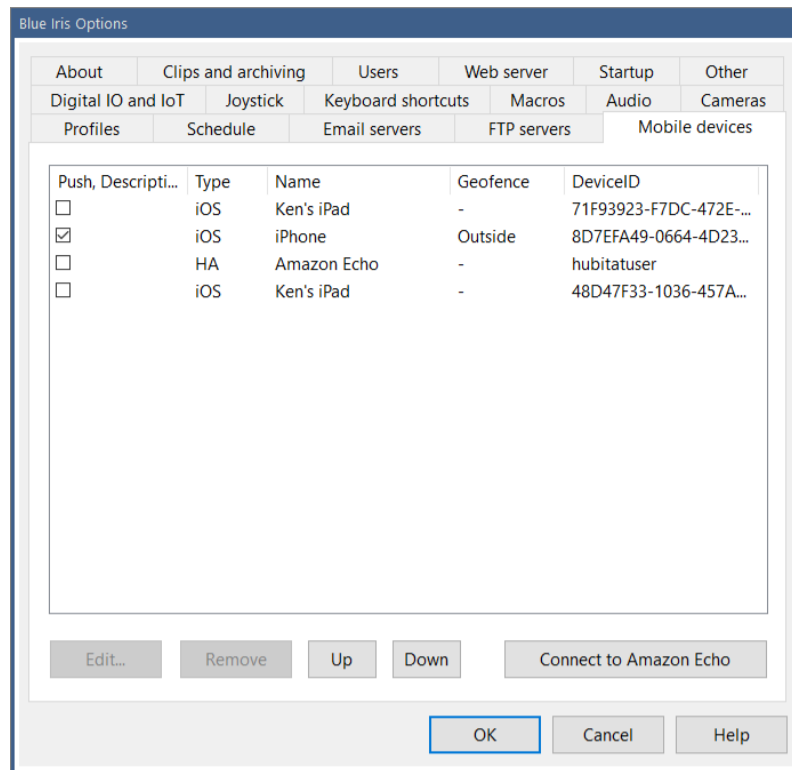 Blue Iris Options
About Clips and archiving Users Web server Startup Other
Digital IO and IoT Joystick Keyboard shortcuts Macros Audio Cameras
Profiles Schedule Email servers FTP servers Mobile devices
Push, Descripti... Type Name Geofence DeviceID
iOS Ken's iPad - 71F93923-F7DC-472E-...
iOS iPhone Outside 8D7EFA49-0664-4D23...
HA Amazon Echo - hubitatuser
iOS Ken's iPad - 48D47F33-1036-457A...
Edit... Remove Up Down Connect to Amazon Echo
OK Cancel Help